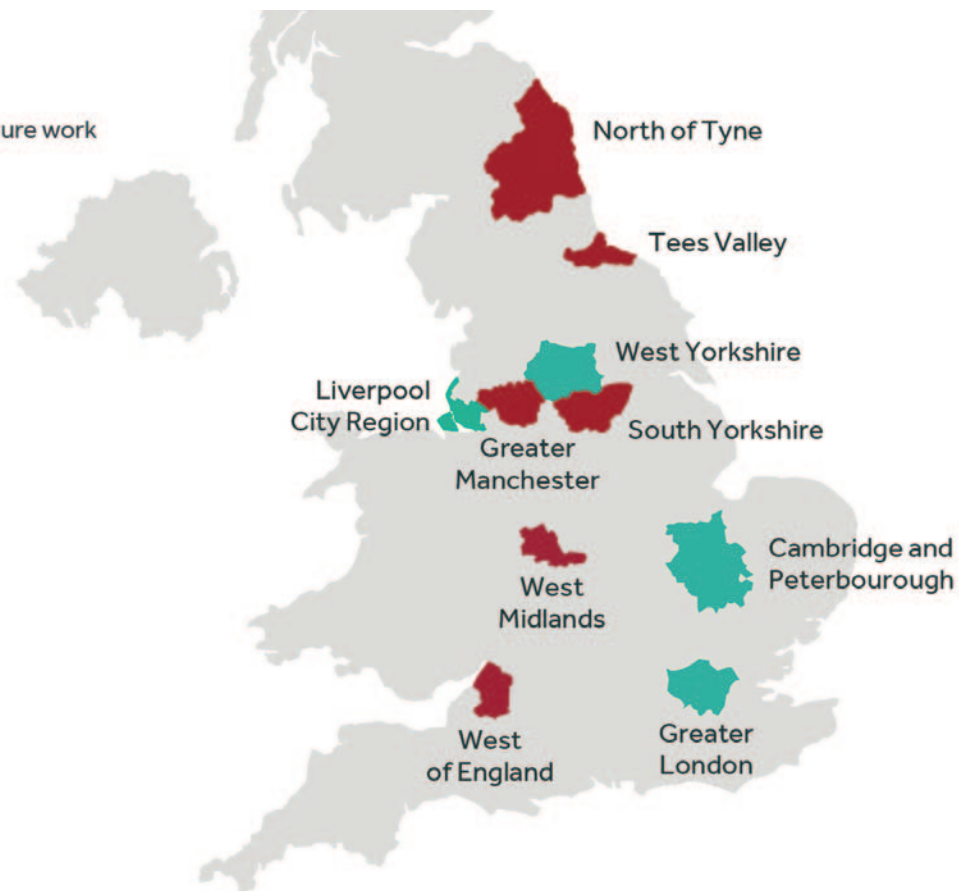 ure work
North of Tyne
Tees Valley
West Yorkshire
Liverpool
City Region
South Yorkshire
Greater
Manchester
Cambridge and
Peterbourough
West
Midlands
Greater
London
West
of England